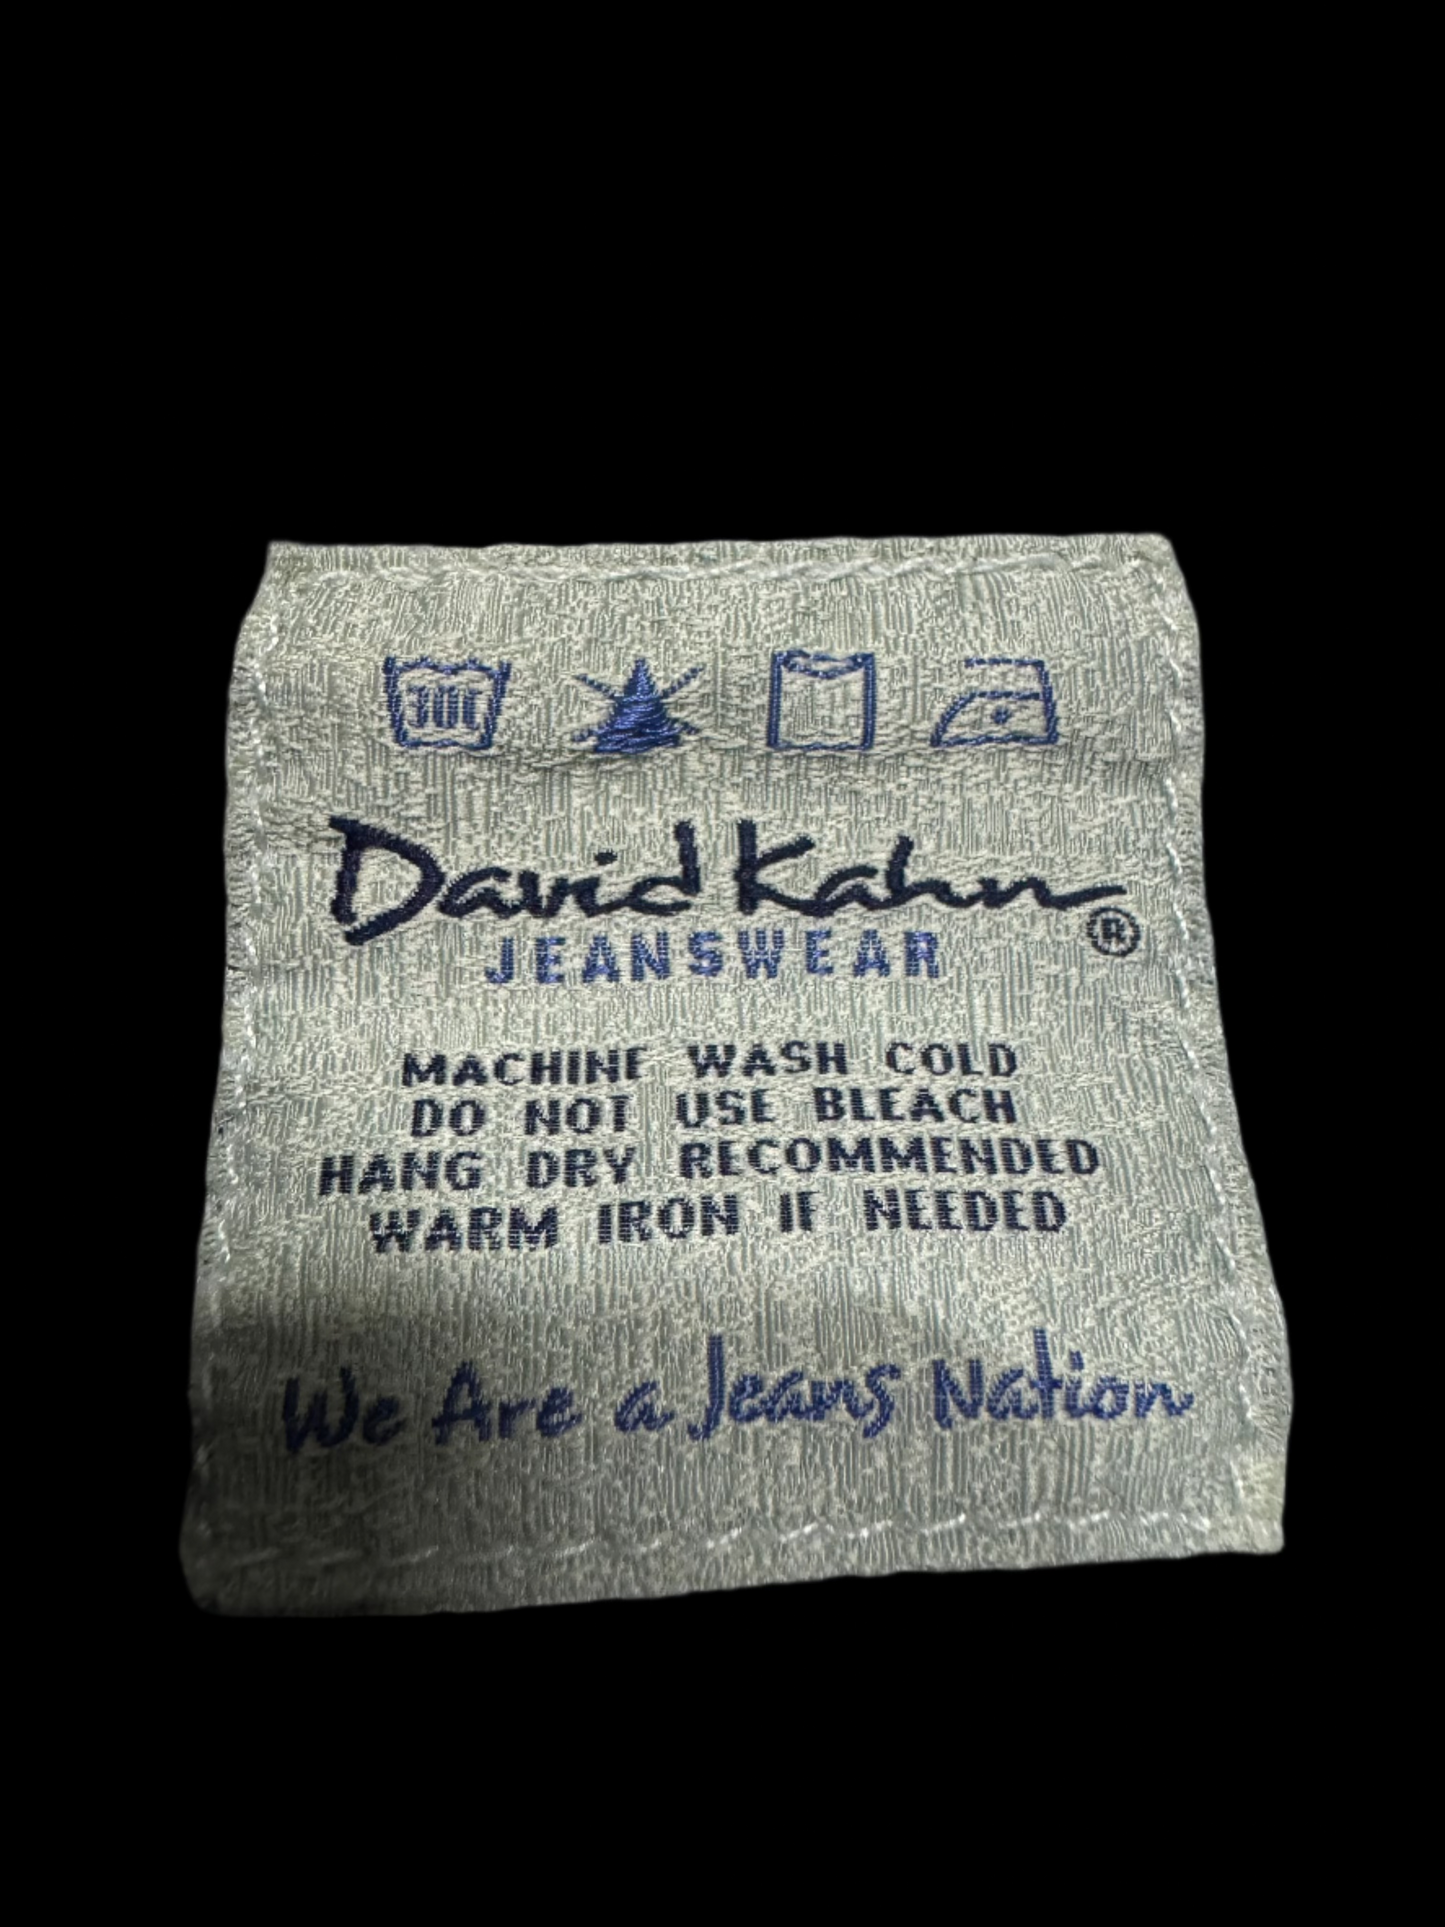 30C
David Kahn ®
JEANSWEAR
MACHINE WASH COLD
DO NOT USE BLEACH
HANG DRY RECOMMENDED
WARM IRON IF NEEDED
We Are a Jeans Nation